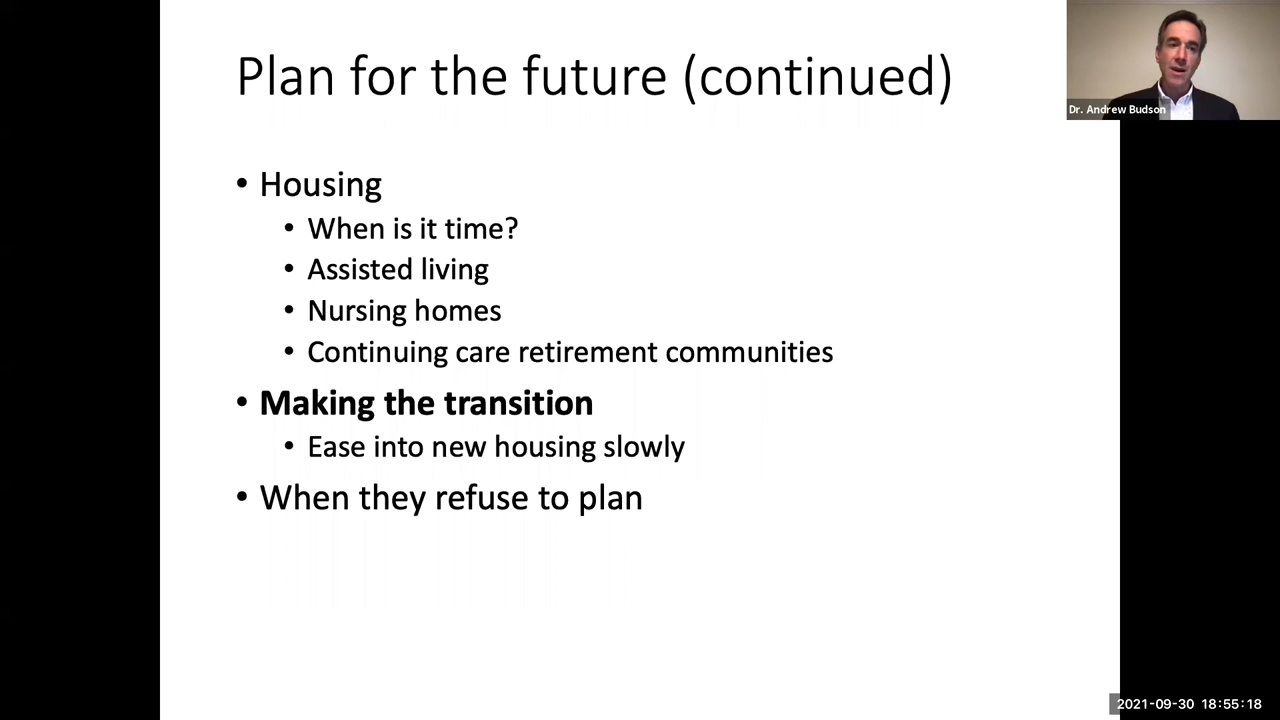 Plan for the future (continued)
Dr. Andrew Budson
• Housing
• When is it time?
• Assisted living
• Nursing homes
• Continuing care retirement communities
• Making the transition
• Ease into new housing slowly
• When they refuse to plan
2021-09-30 18:55:18